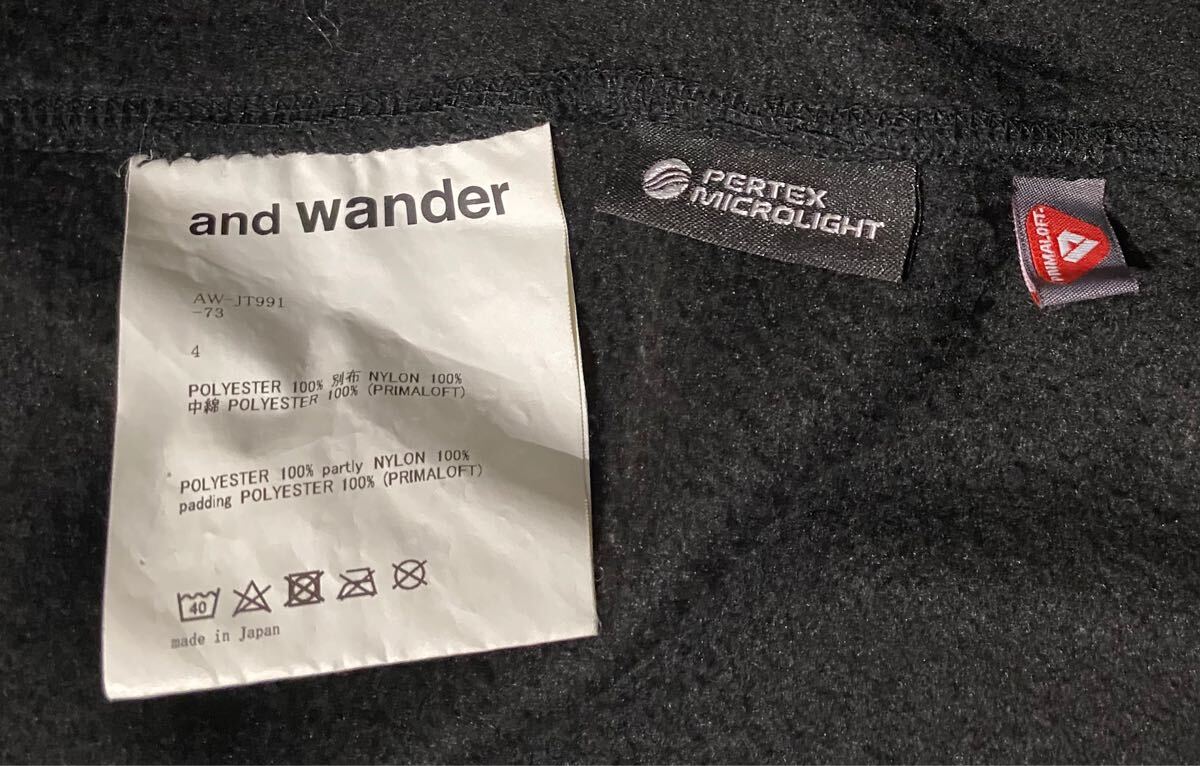 and wander
AW-JT991
-73
4
POLYESTER 100% 別布 NYLON 100%
中綿 POLYESTER 100% (PRIMALOFT)
POLYESTER 100% partly NYLON 100%
padding POLYESTER 100% (PRIMALOFT)
40
made in Japan
PERTEX
MICROLIGHT
PRIMALOFT